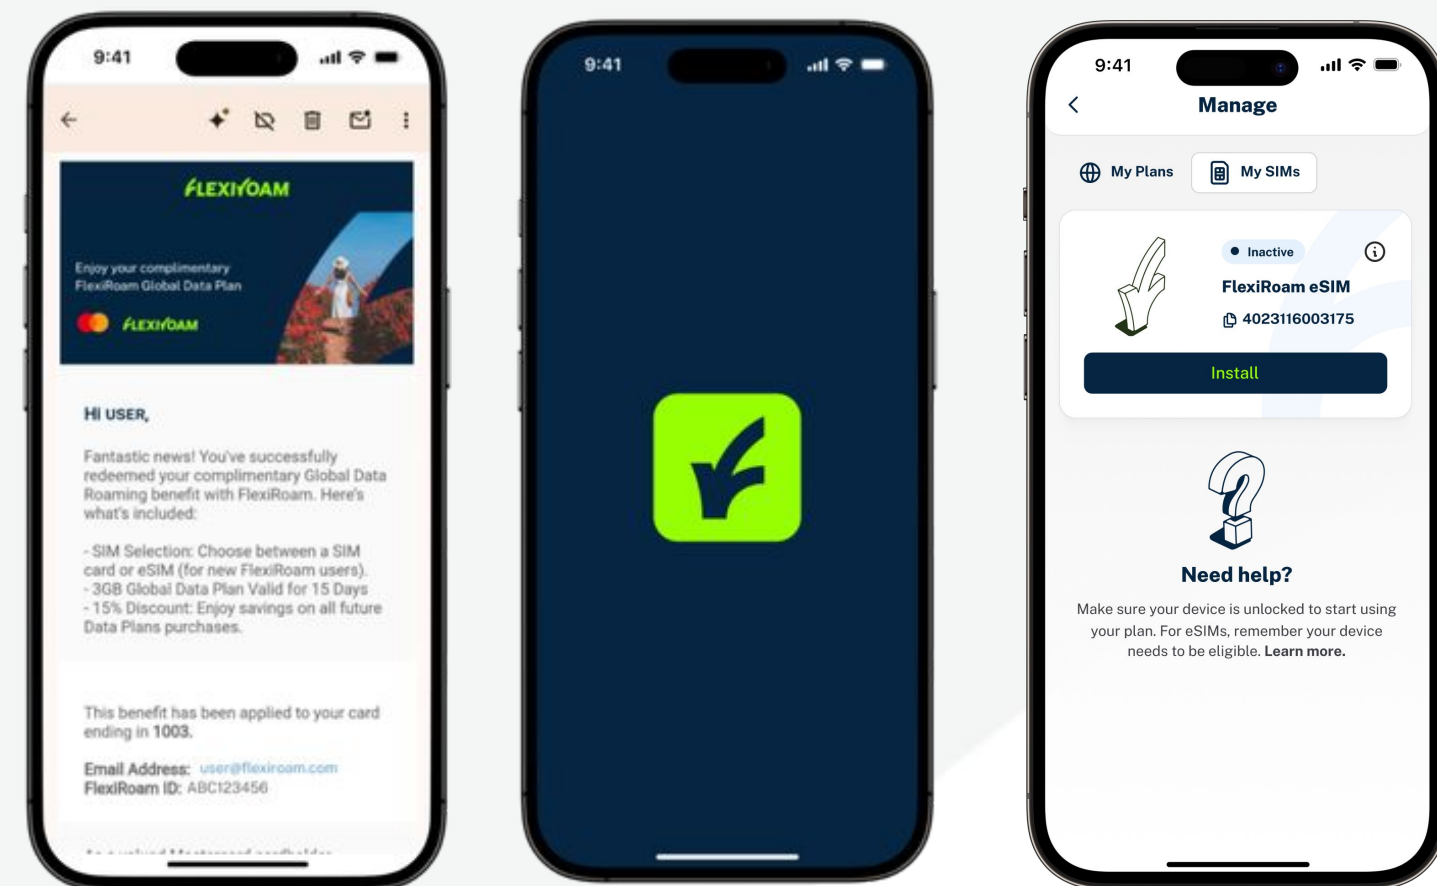 9:41
FLEXIROAM
Enjoy your complimentary
FlexiRoam Global Data Plan
FLEXIROAM
Hi USER,
Fantastic news! You've successfully
redeemed your complimentary Global Data
Roaming benefit with FlexiRoam. Here's
what's included:
- SIM Selection: Choose between a SIM
card or eSIM (for new FlexiRoam users).
- 3GB Global Data Plan Valid for 15 Days
- 15% Discount: Enjoy savings on all future
Data Plans purchases.
This benefit has been applied to your card
ending in 1003.
Email Address: user@flexiroam.com
FlexiRoam ID: ABC123456
9:41
9:41
Manage
My Plans
My SIMs
Inactive
FlexiRoam eSIM
4023116003175
Install
Need help?
Make sure your device is unlocked to start using
your plan. For eSIMs, remember your device
needs to be eligible. Learn more.